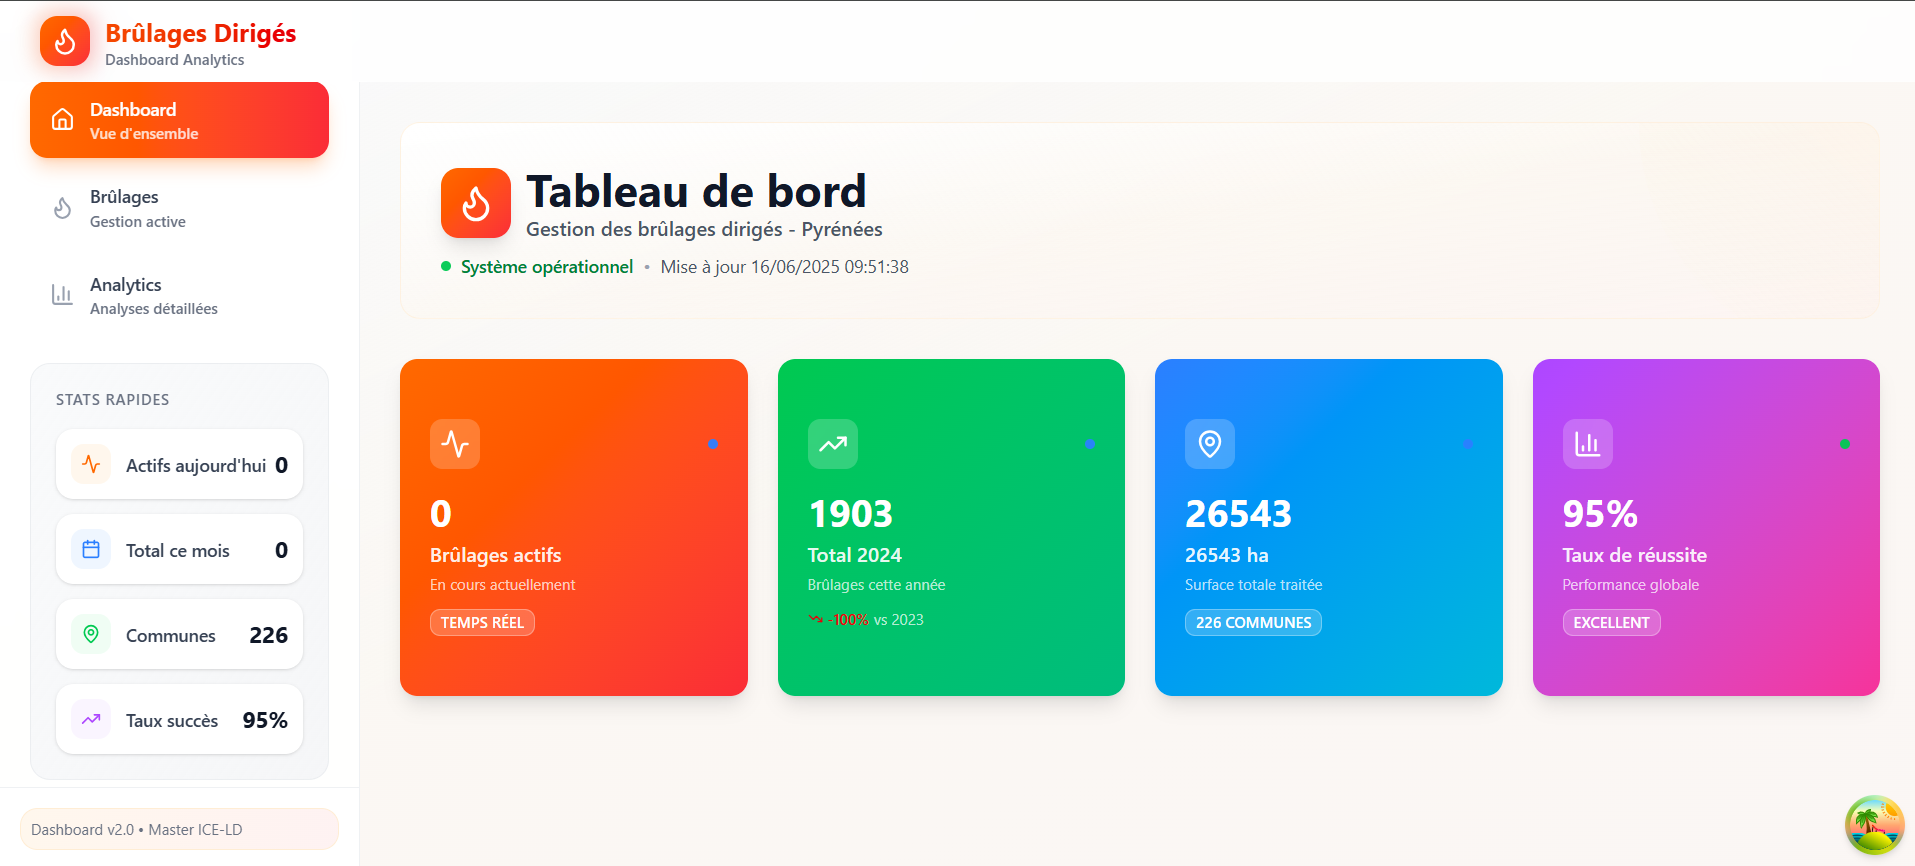 Brûlages Dirigés
Dashboard Analytics
Dashboard
Vue d'ensemble
Brûlages
Gestion active
Analytics
Analyses détaillées
STATS RAPIDES
Actifs aujourd'hui 0
Total ce mois 0
Communes 226
Taux succès 95%
Dashboard v2.0 • Master ICE-LD
Tableau de bord
Gestion des brûlages dirigés - Pyrénées
Système opérationnel • Mise à jour 16/06/2025 09:51:38
0
Brûlages actifs
En cours actuellement
TEMPS RÉEL
1903
Total 2024
Brûlages cette année
-100% vs 2023
26543
26543 ha
Surface totale traitée
226 COMMUNES
95%
Taux de réussite
Performance globale
EXCELLENT